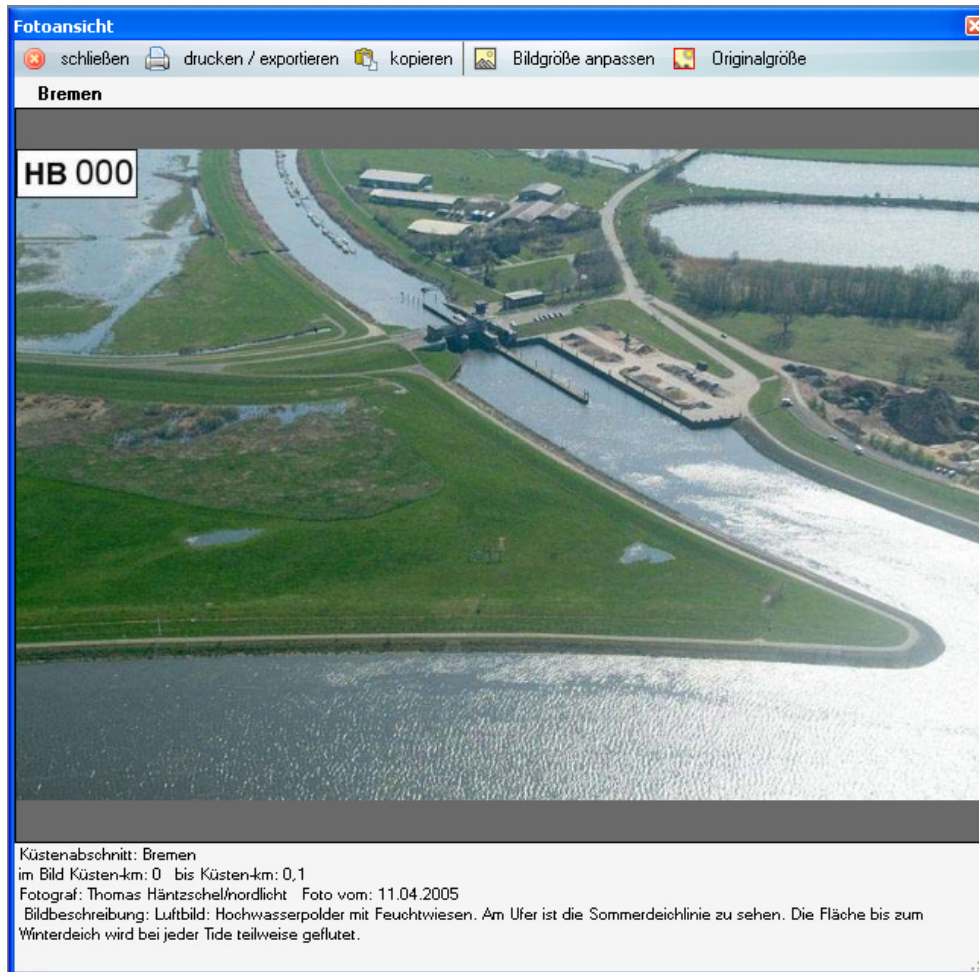 Fotoansicht
schließen drucken / exportieren kopieren Bildgröße anpassen Originalgröße
Bremen
HB 000
Küstenabschnitt: Bremen
im Bild Küsten-km: 0 bis Küsten-km: 0,1
Fotograf: Thomas Häntzschel/nordlicht Foto vom: 11.04.2005
Bildbeschreibung: Luftbild: Hochwasserpolder mit Feuchtwiesen. Am Ufer ist die Sommerdeichlinie zu sehen. Die Fläche bis zum
Winterdeich wird bei jeder Tide teilweise geflutet.